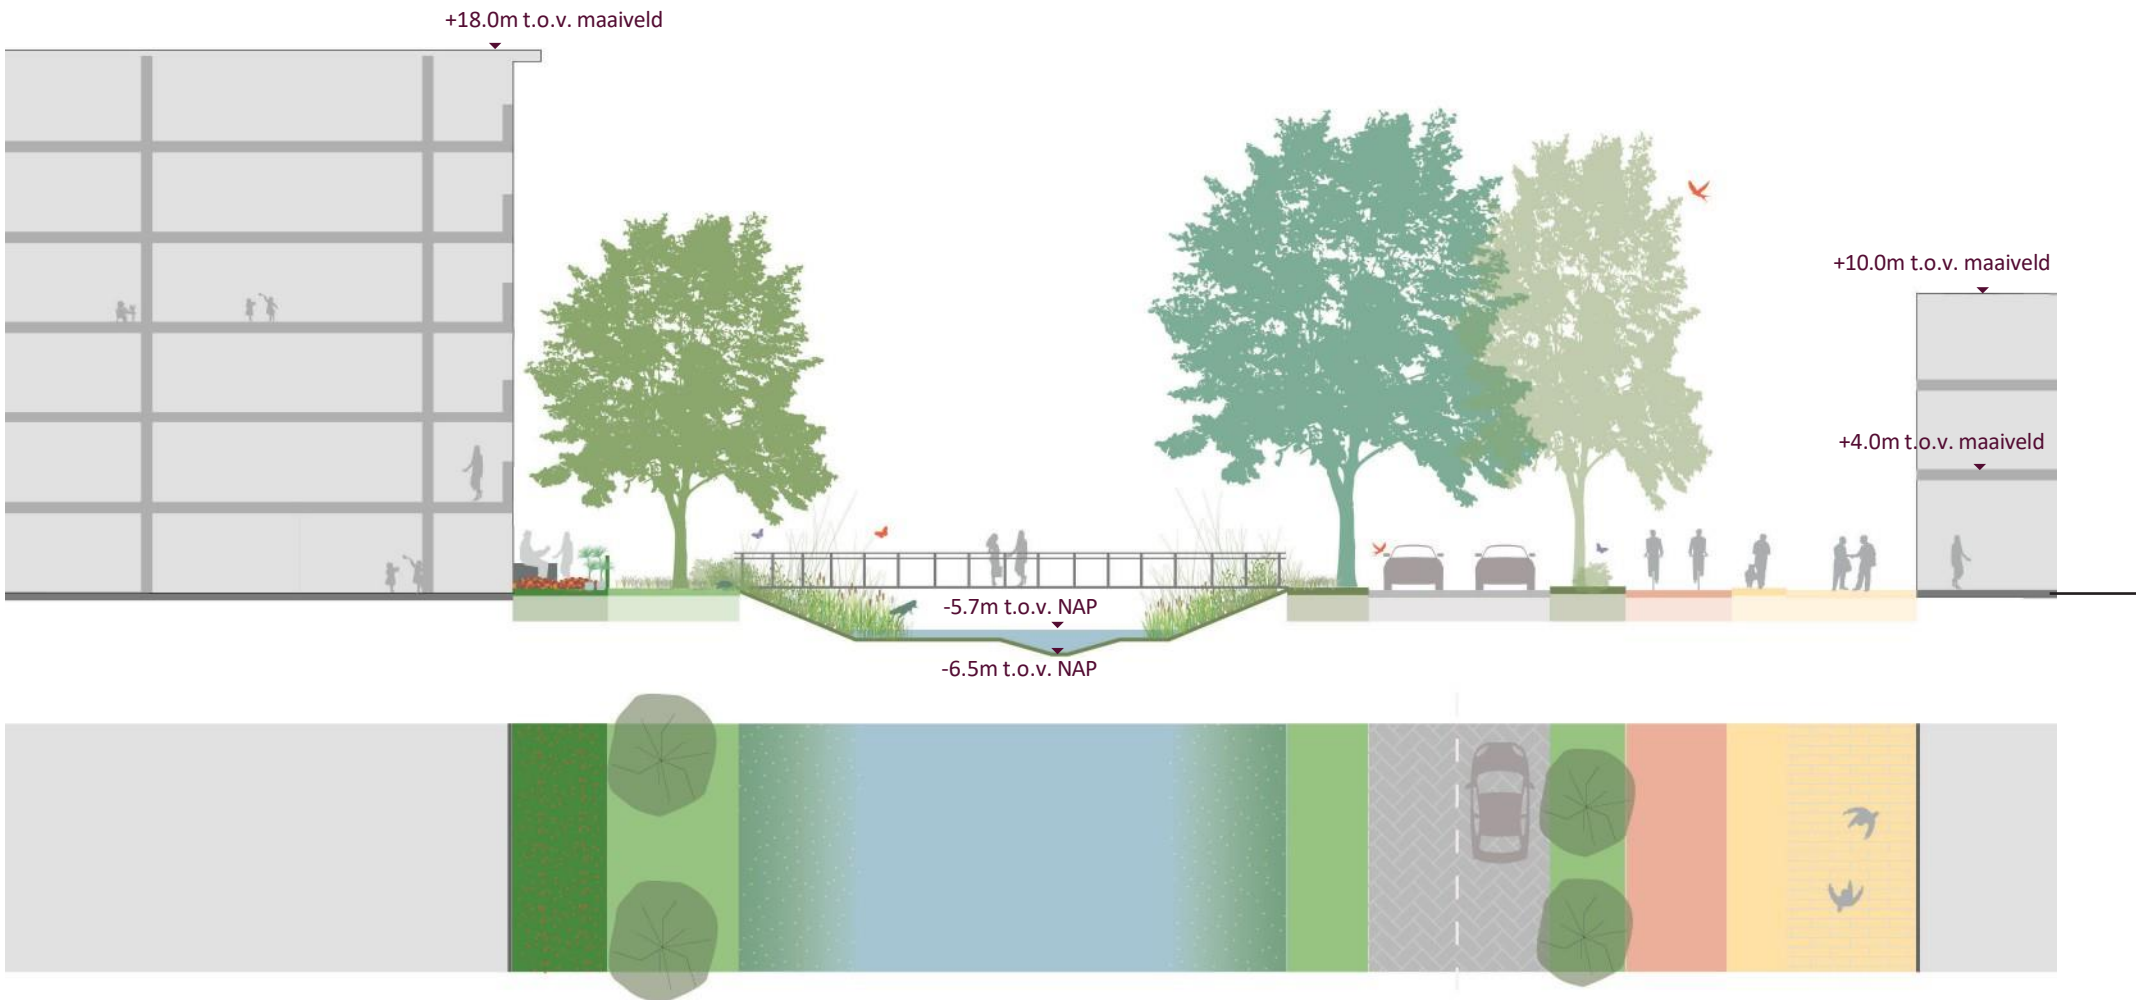 +18.0m t.o.v. maaiveld
+10.0m t.o.v. maaiveld
+4.0m t.o.v. maaiveld
-5.7m t.o.v. NAP
-6.5m t.o.v. NAP